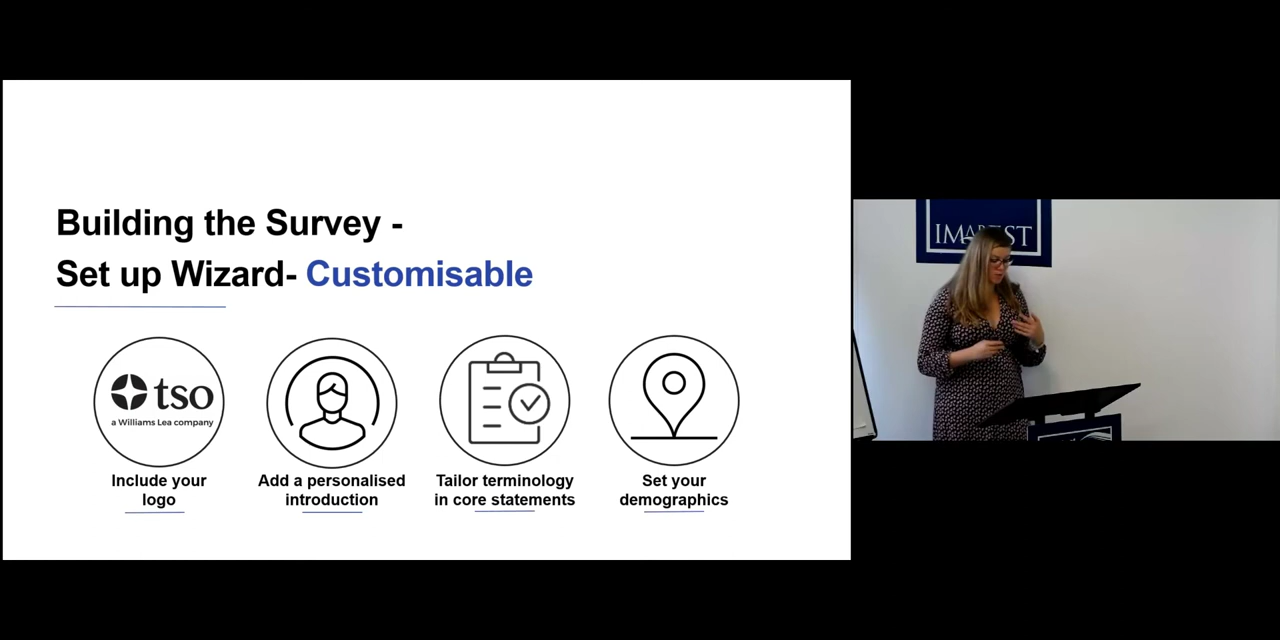 Building the Survey -
Set up Wizard- Customisable
tso
a Williams Lea company
Include your
logo
Add a personalised
introduction
Tailor terminology
in core statements
Set your
demographics